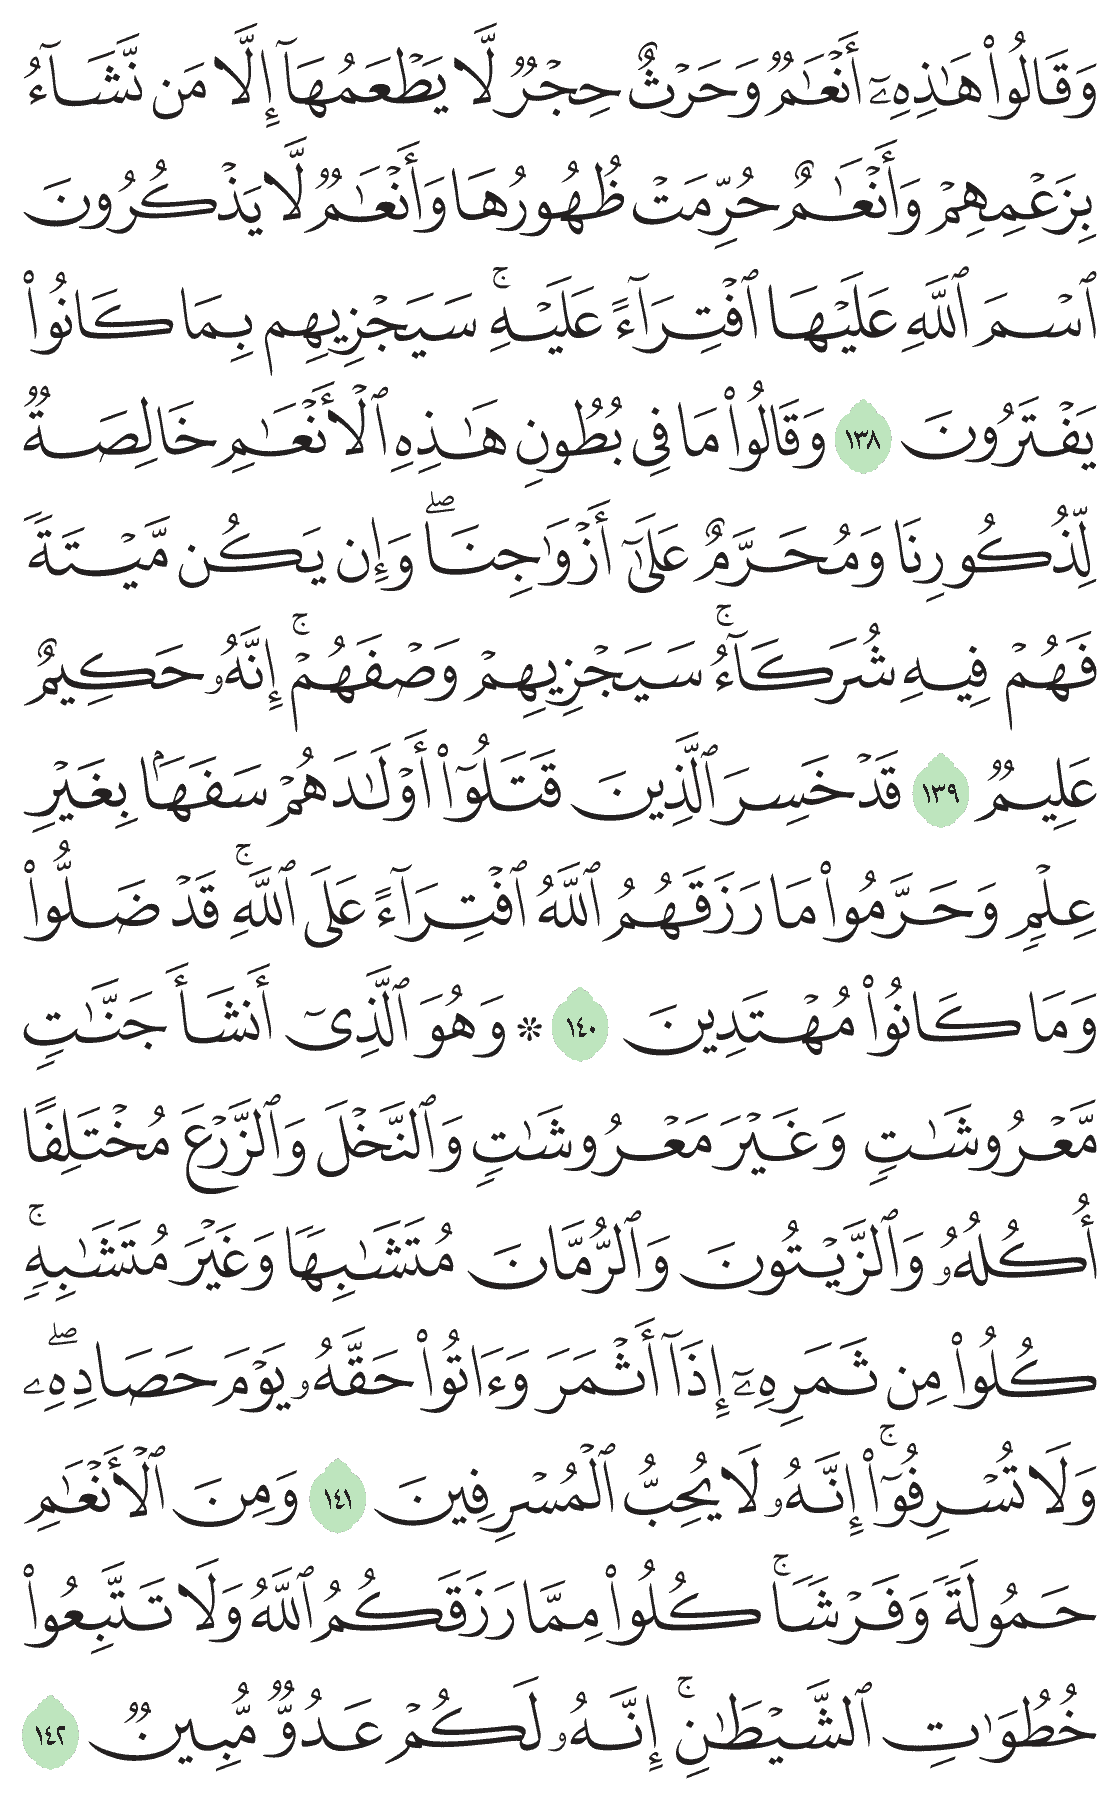 وَقَالُوا۟ هَـٰذِهِۦٓ أَنْعَـٰمٌۭ وَحَرْثٌ حِجْرٌۭ لَّا يَطْعَمُهَآ إِلَّا مَن نَّشَآءُ
بِزَعْمِهِمْ وَأَنْعَـٰمٌ حُرِّمَتْ ظُهُورُهَا وَأَنْعَـٰمٌۭ لَّا يَذْكُرُونَ
ٱسْمَ ٱللَّهِ عَلَيْهَا ٱفْتِرَآءً عَلَيْهِ ۚ سَيَجْزِيهِم بِمَا كَانُوا۟
يَفْتَرُونَ ١٣٨ وَقَالُوا۟ مَا فِى بُطُونِ هَـٰذِهِ ٱلْأَنْعَـٰمِ خَالِصَةٌۭ
لِّذُكُورِنَا وَمُحَرَّمٌ عَلَىٰٓ أَزْوَٰجِنَا ۖ وَإِن يَكُن مَّيْتَةًۭ
فَهُمْ فِيهِ شُرَكَآءُ ۚ سَيَجْزِيهِمْ وَصْفَهُمْ ۚ إِنَّهُۥ حَكِيمٌ
عَلِيمٌۭ ١٣٩ قَدْ خَسِرَ ٱلَّذِينَ قَتَلُوٓا۟ أَوْلَـٰدَهُمْ سَفَهَۢا بِغَيْرِ
عِلْمٍۢ وَحَرَّمُوا۟ مَا رَزَقَهُمُ ٱللَّهُ ٱفْتِرَآءً عَلَى ٱللَّهِ ۚ قَدْ ضَلُّوا۟
وَمَا كَانُوا۟ مُهْتَدِينَ ١٤٠ ۞ وَهُوَ ٱلَّذِىٓ أَنشَأَ جَنَّـٰتٍۢ
مَّعْرُوشَـٰتٍۢ وَغَيْرَ مَعْرُوشَـٰتٍۢ وَٱلنَّخْلَ وَٱلزَّرْعَ مُخْتَلِفًا
أُكُلُهُۥ وَٱلزَّيْتُونَ وَٱلرُّمَّانَ مُتَشَـٰبِهًۭا وَغَيْرَ مُتَشَـٰبِهٍۢ ۚ
كُلُوا۟ مِن ثَمَرِهِۦٓ إِذَآ أَثْمَرَ وَءَاتُوا۟ حَقَّهُۥ يَوْمَ حَصَادِهِۦ ۖ
وَلَا تُسْرِفُوٓا۟ ۚ إِنَّهُۥ لَا يُحِبُّ ٱلْمُسْرِفِينَ ١٤١ وَمِنَ ٱلْأَنْعَـٰمِ
حَمُولَةًۭ وَفَرْشًۭا ۚ كُلُوا۟ مِمَّا رَزَقَكُمُ ٱللَّهُ وَلَا تَتَّبِعُوا۟
خُطُوَٰتِ ٱلشَّيْطَـٰنِ ۚ إِنَّهُۥ لَكُمْ عَدُوٌّۭ مُّبِينٌۭ ١٤٢